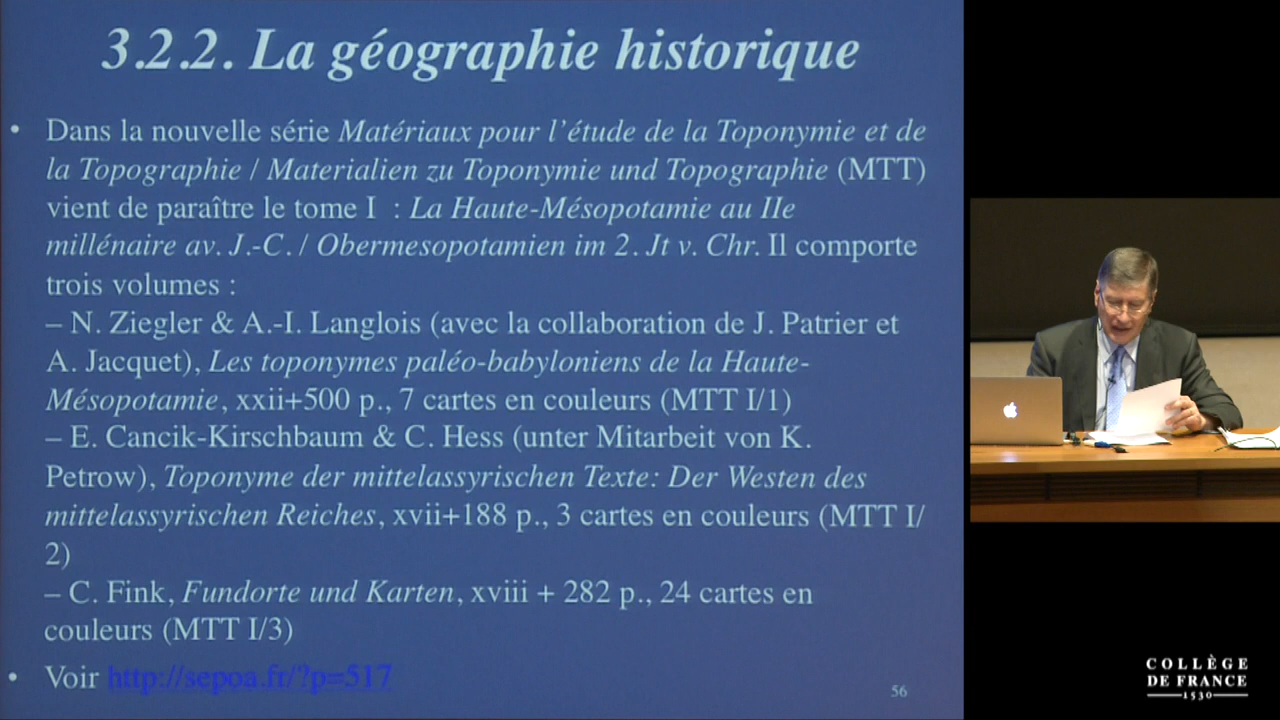 3.2.2. La géographie historique
• Dans la nouvelle série Matériaux pour l'étude de la Toponymie et de
la Topographie / Materialien zu Toponymie und Topographie (MTT)
vient de paraître le tome I : La Haute-Mésopotamie au IIe
millénaire av. J.-C. / Obermesopotamien im 2. Jt v. Chr. Il comporte
trois volumes :
– N. Ziegler & A.-I. Langlois (avec la collaboration de J. Patrier et
A. Jacquet), Les toponymes paléo-babyloniens de la Haute-
Mésopotamie, xxii+500 p., 7 cartes en couleurs (MTT I/1)
– E. Cancik-Kirschbaum & C. Hess (unter Mitarbeit von K.
Petrow), Toponyme der mittelassyrischen Texte: Der Westen des
mittelassyrischen Reiches, xvii+188 p., 3 cartes en couleurs (MTT I/
2)
– C. Fink, Fundorte und Karten, xviii + 282 p., 24 cartes en
couleurs (MTT I/3)
• Voir http://sepoa.fr/?p=517
56
COLLÈGE
DE FRANCE
1530